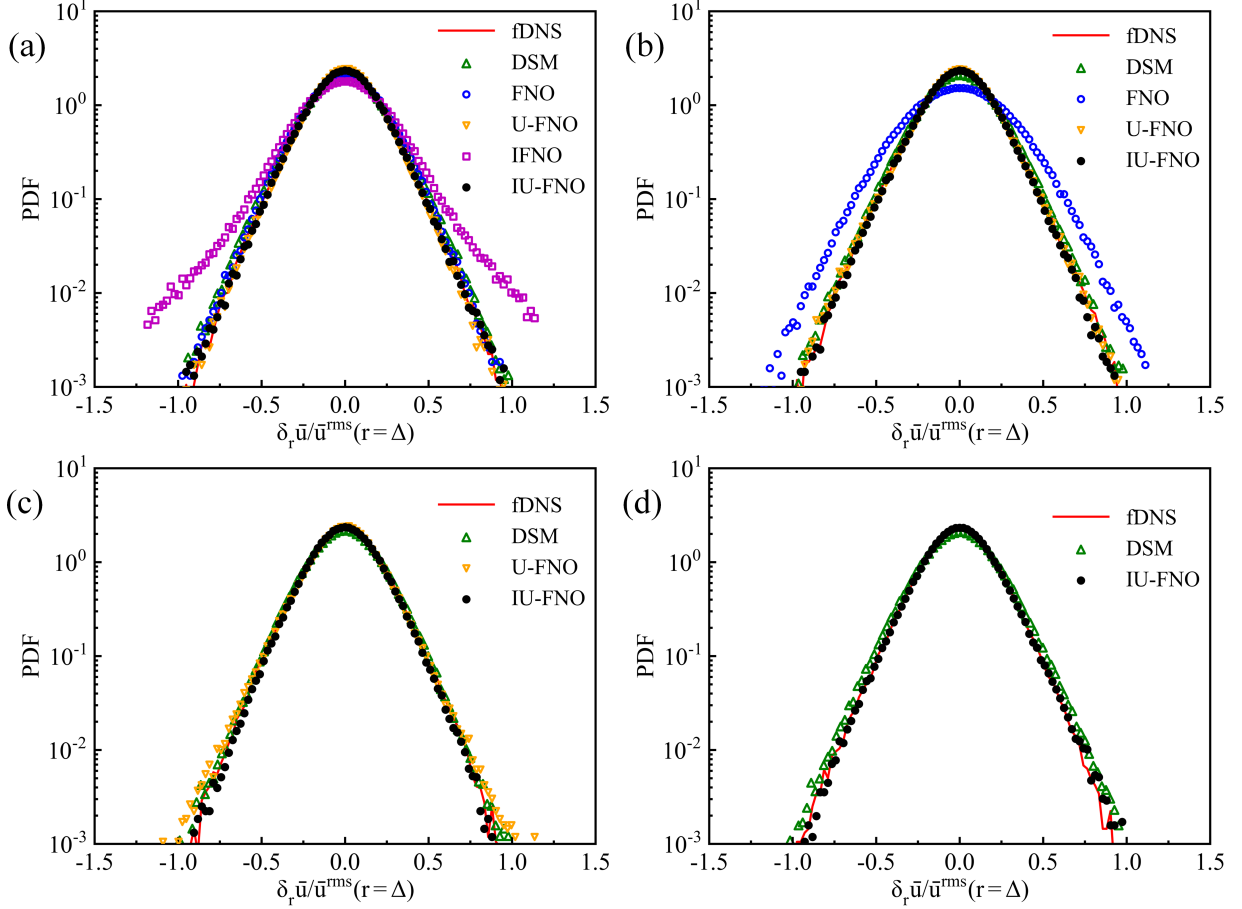 (a)
10^1
10^0
10^-1
10^-2
10^-3
PDF
fDNS
DSM
FNO
U-FNO
IFNO
IU-FNO
-1.5 -1.0 -0.5 0.0 0.5 1.0 1.5
δ_r ū/ū^rms (r = Δ)
(b)
10^1
10^0
10^-1
10^-2
10^-3
PDF
fDNS
DSM
FNO
U-FNO
IU-FNO
-1.5 -1.0 -0.5 0.0 0.5 1.0 1.5
δ_r ū/ū^rms (r = Δ)
(c)
10^1
10^0
10^-1
10^-2
10^-3
PDF
fDNS
DSM
U-FNO
IU-FNO
-1.5 -1.0 -0.5 0.0 0.5 1.0 1.5
δ_r ū/ū^rms (r = Δ)
(d)
10^1
10^0
10^-1
10^-2
10^-3
PDF
fDNS
DSM
IU-FNO
-1.5 -1.0 -0.5 0.0 0.5 1.0 1.5
δ_r ū/ū^rms (r = Δ)